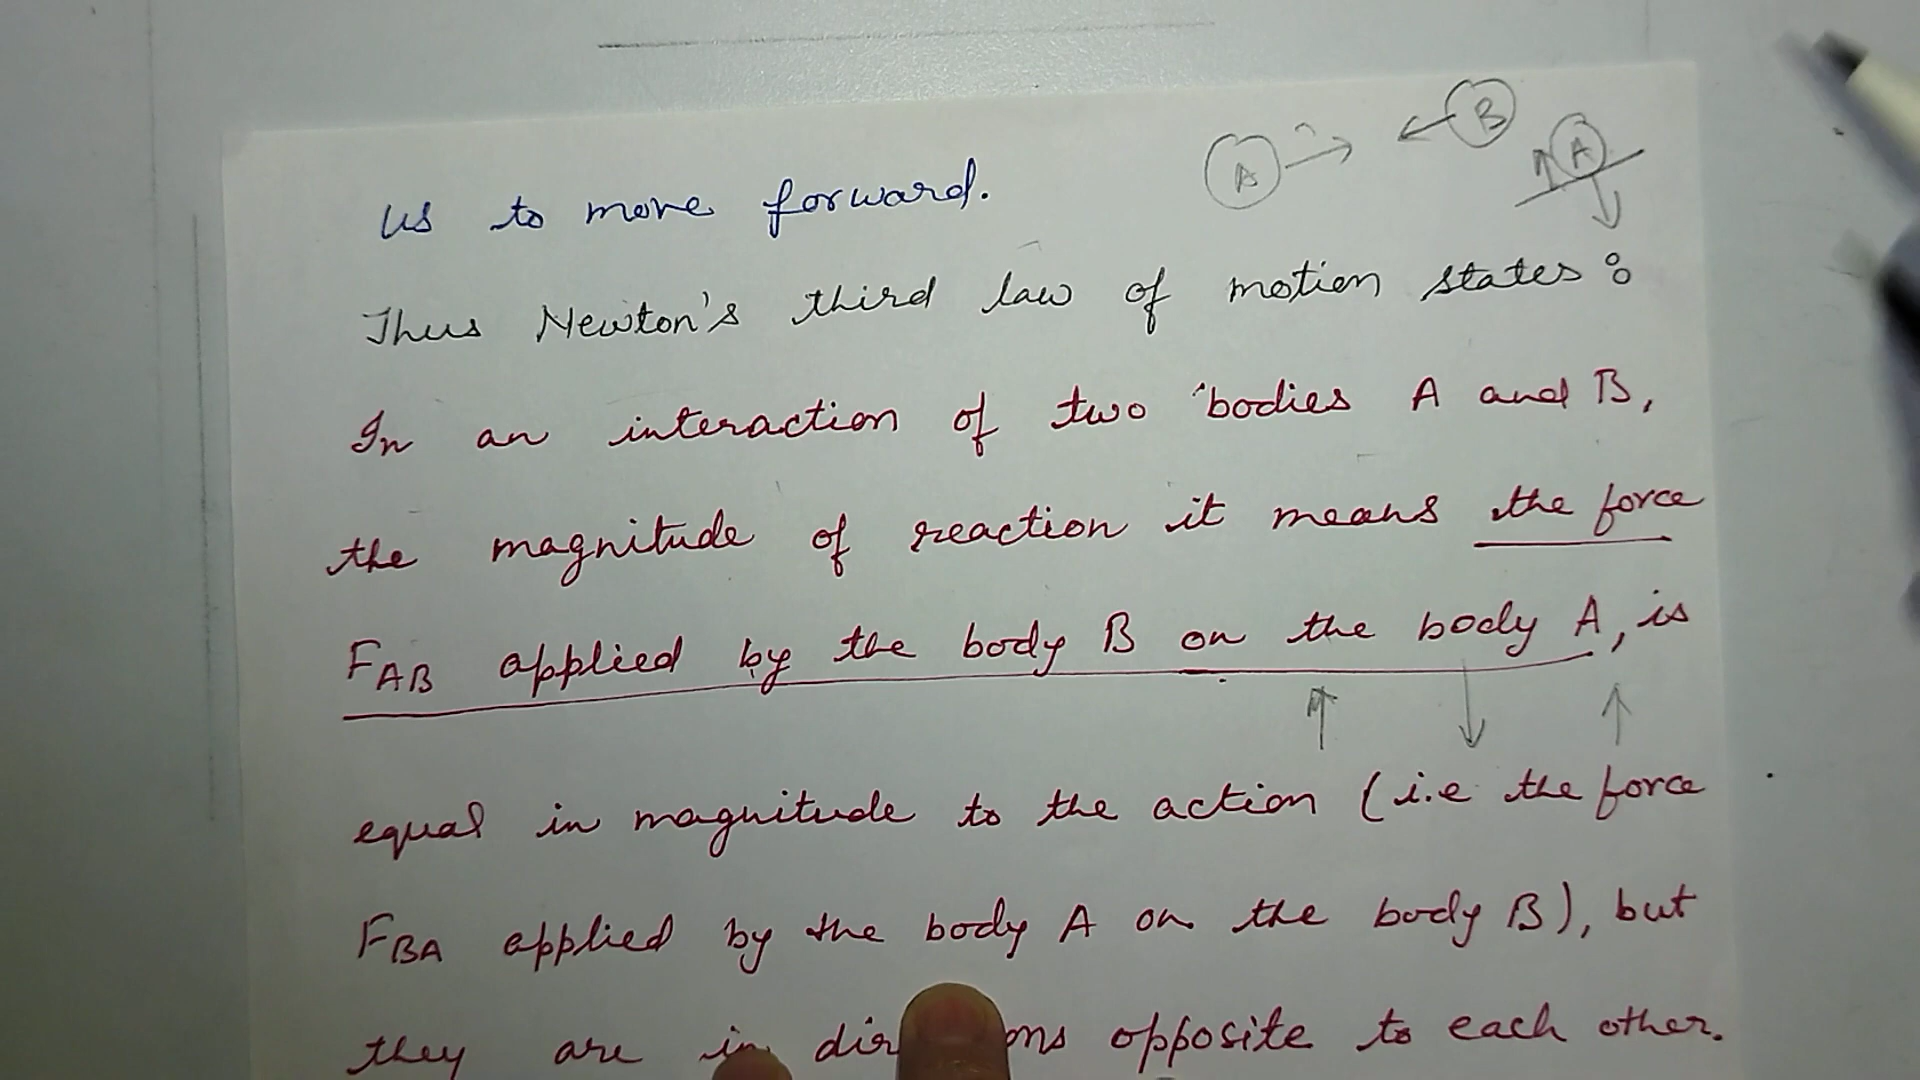 A
B
A
us to move forward.
Thus Newton's third law of motion states :
In an interaction of two bodies A and B,
the magnitude of reaction it means the force
FAB applied by the body B on the body A, is
equal in magnitude to the action (i.e the force
FBA applied by the body A on the body B), but
they are in opposite to each other.